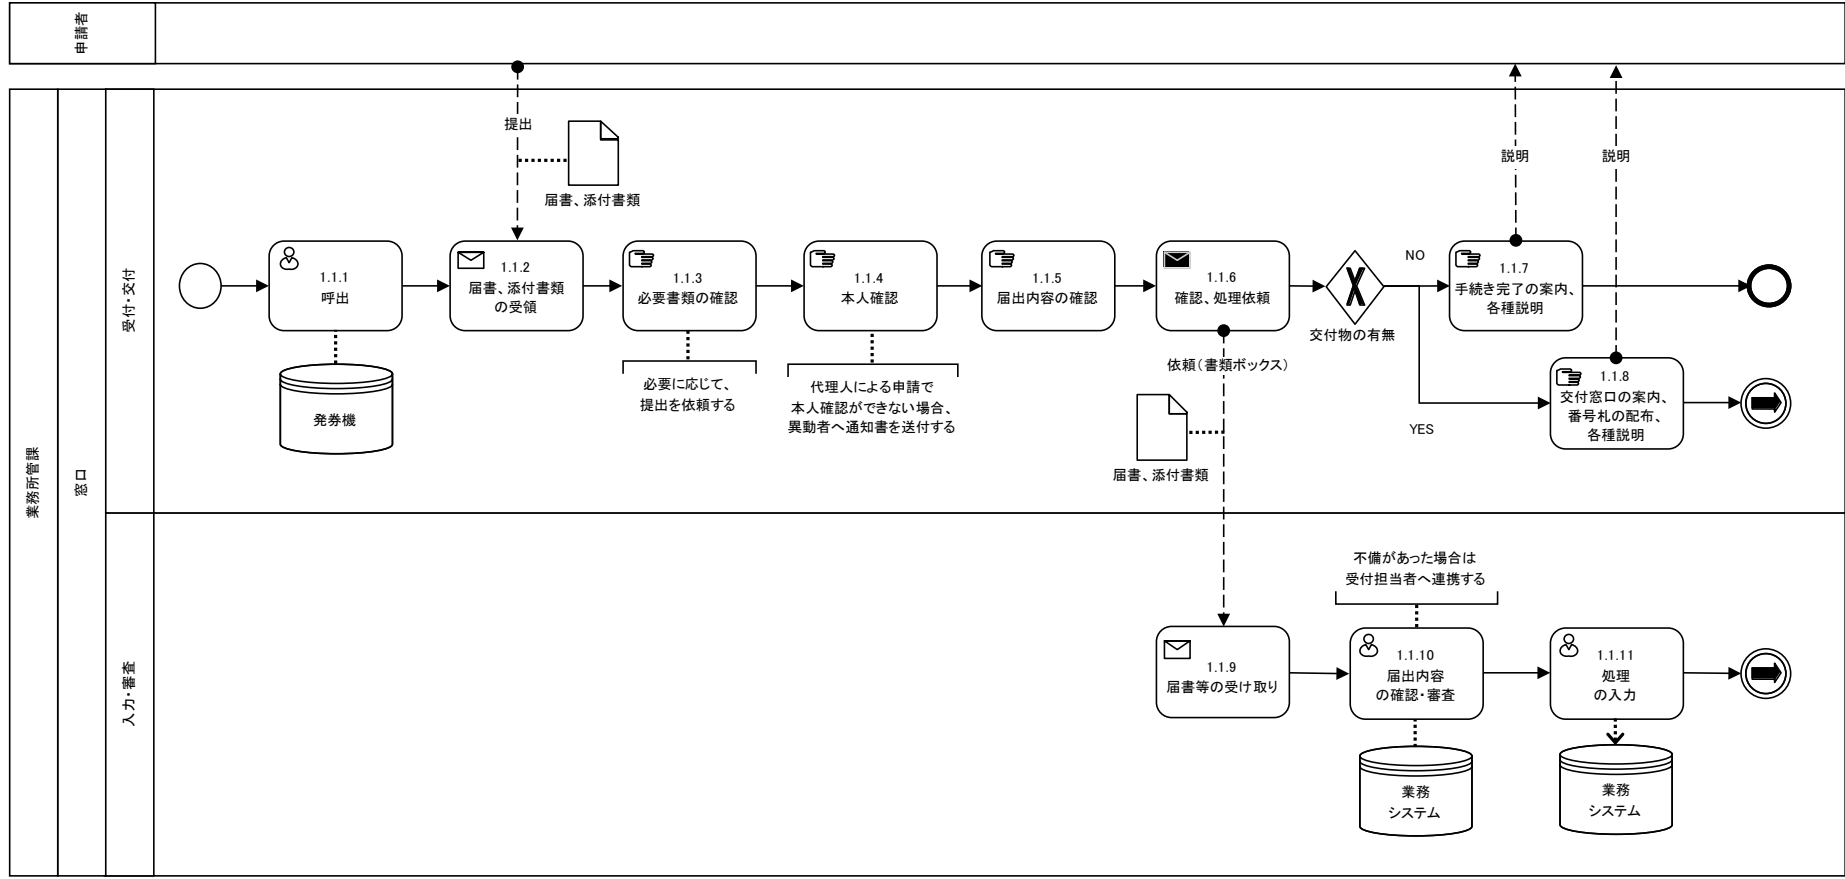 申請者
業務所管課
窓口
受付・交付
提出
届書、添付書類
説明
説明
1.1.1
呼出
発券機
1.1.2
届書、添付書類
の受領
1.1.3
必要書類の確認
必要に応じて、
提出を依頼する
1.1.4
本人確認
代理人による申請で
本人確認ができない場合、
異動者へ通知書を送付する
1.1.5
届出内容の確認
1.1.6
確認、処理依頼
依頼（書類ボックス）
届書、添付書類
交付物の有無
NO
YES
1.1.7
手続き完了の案内、
各種説明
1.1.8
交付窓口の案内、
番号札の配布、
各種説明
入力・審査
1.1.9
届書等の受け取り
不備があった場合は
受付担当者へ連携する
1.1.10
届出内容
の確認・審査
業務
システム
1.1.11
処理
の入力
業務
システム